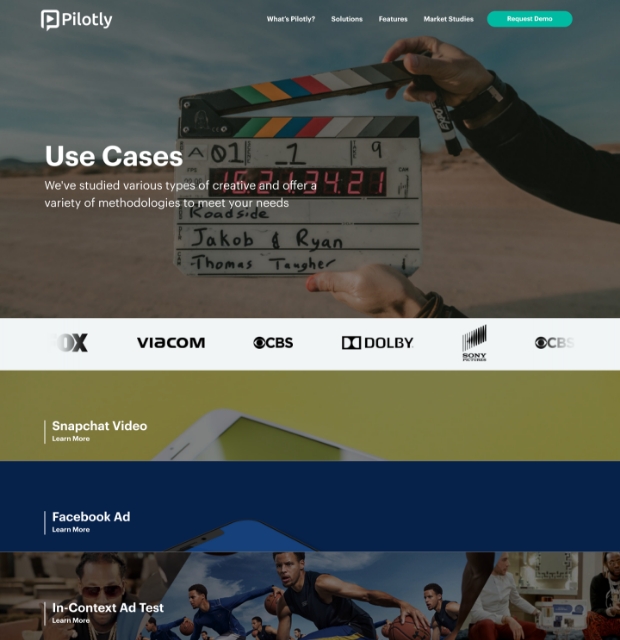 Pilotly
What's Pilotly?
Solutions
Features
Market Studies
Request Demo
A 01 _1 9
Use Cases
15:21:34:21
We've studied various types of creative and offer a
variety of methodologies to meet your needs
Roadside
Jakob & Ryan
Thomas Taugher
OX
VIACOM
CBS
DOLBY
SONY
PICTURES
CBS
Snapchat Video
Learn More
Facebook Ad
Learn More
In-Context Ad Test
Learn More